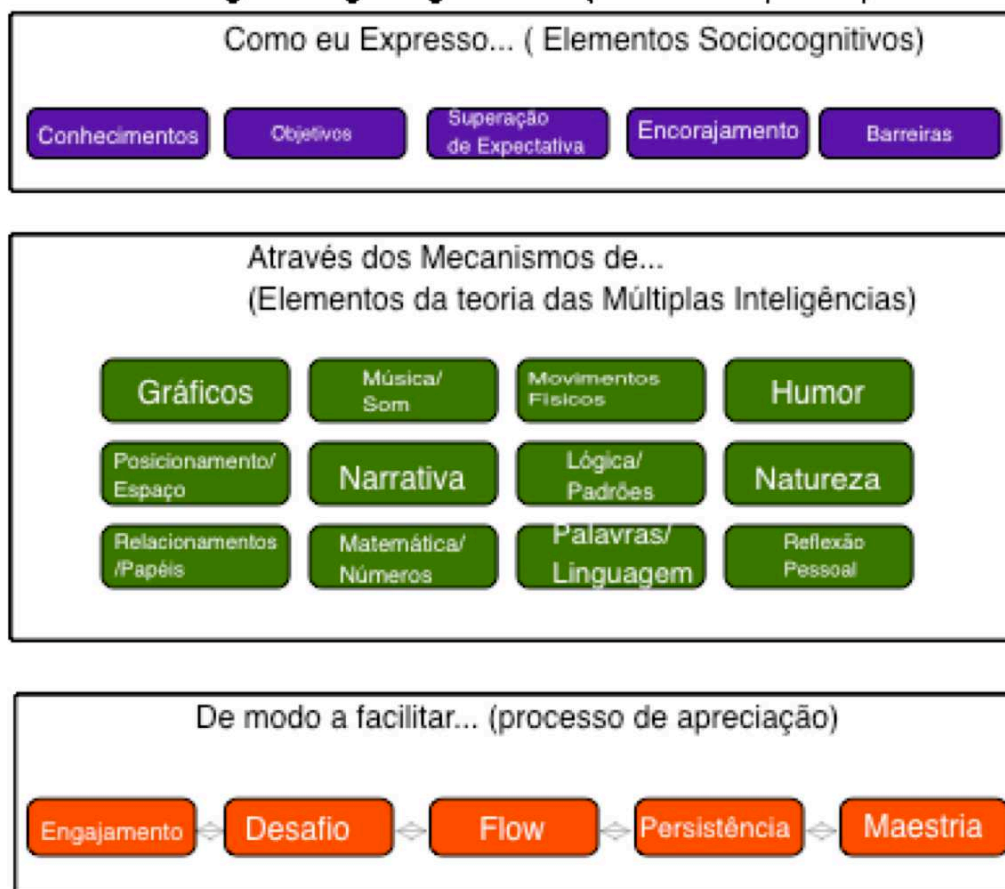 Como eu Expresso... ( Elementos Sociocognitivos)
Conhecimentos
Objetivos
Superação
de Expectativa
Encorajamento
Barreiras
Através dos Mecanismos de...
(Elementos da teoria das Múltiplas Inteligências)
Gráficos
Música/
Som
Movimentos
Físicos
Humor
Posicionamento/
Espaço
Narrativa
Lógica/
Padrões
Natureza
Relacionamentos
/Papéis
Matemática/
Números
Palavras/
Linguagem
Reflexão
Pessoal
De modo a facilitar... (processo de apreciação)
Engajamento
Desafio
Flow
Persistência
Maestria